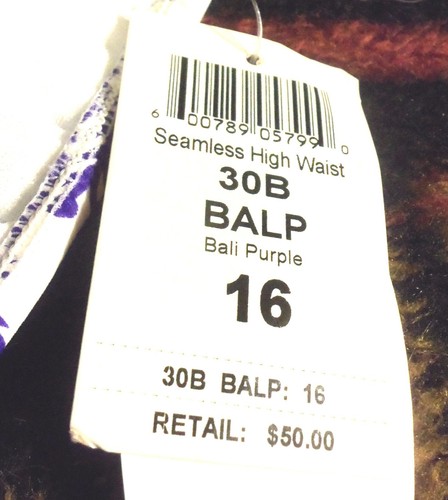 6 00789 05799 0
Seamless High Waist
30B
BALP
Bali Purple
16
30B BALP: 16
RETAIL: $50.00